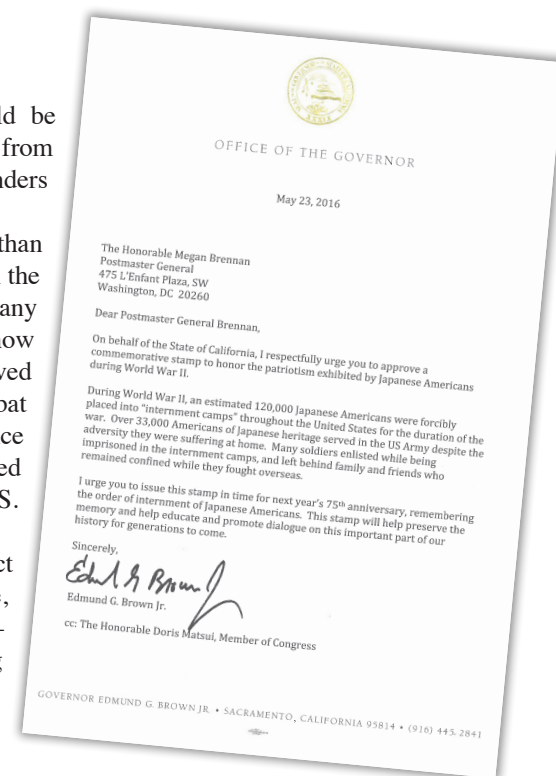 ld be
from
nders
than
the
any
now
ved
bat
ce
ed
S.
ct
,
-
g
OFFICE OF THE GOVERNOR
May 23, 2016
The Honorable Megan Brennan
Postmaster General
475 L'Enfant Plaza, SW
Washington, DC 20260
Dear Postmaster General Brennan,
On behalf of the State of California, I respectfully urge you to approve a
commemorative stamp to honor the patriotism exhibited by Japanese Americans
during World War II.
During World War II, an estimated 120,000 Japanese Americans were forcibly
placed into "internment camps" throughout the United States for the duration of the
war. Over 33,000 Americans of Japanese heritage served in the US Army despite the
adversity they were suffering at home. Many soldiers enlisted while being
imprisoned in the internment camps, and left behind family and friends who
remained confined while they fought overseas.
I urge you to issue this stamp in time for next year's 75th anniversary, remembering
the order of internment of Japanese Americans. This stamp will help preserve the
memory and help educate and promote dialogue on this important part of our
history for generations to come.
Sincerely,
Edmund G Brown Jr
Edmund G. Brown Jr.
cc: The Honorable Doris Matsui, Member of Congress
GOVERNOR EDMUND G. BROWN JR. • SACRAMENTO, CALIFORNIA 95814 • (916) 445-2841